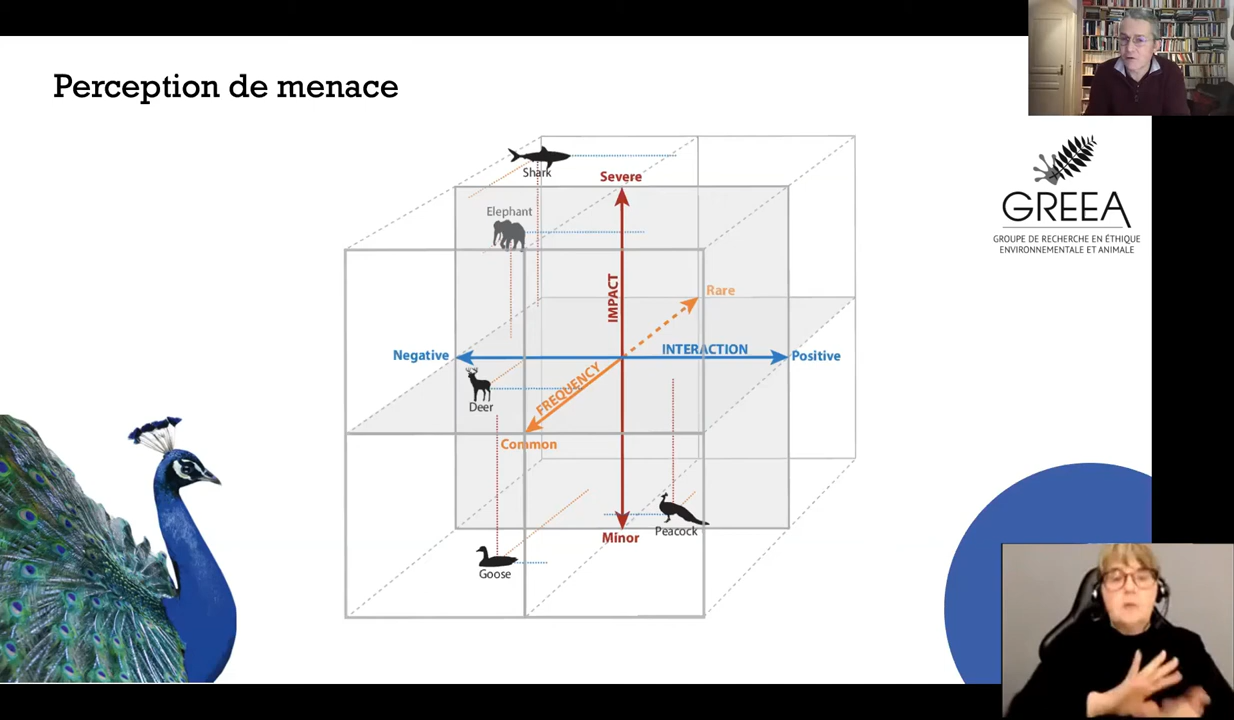 Perception de menace
Shark
Severe
Elephant
IMPACT
Rare
Negative
INTERACTION
Positive
FREQUENCY
Deer
Common
Peacock
Minor
Goose
GREEA
GROUPE DE RECHERCHE EN ÉTHIQUE
ENVIRONNEMENTALE ET ANIMALE